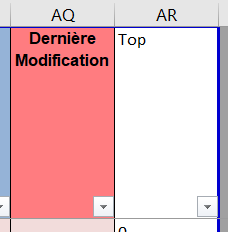 AQ AR
Dernière Top
Modification
0